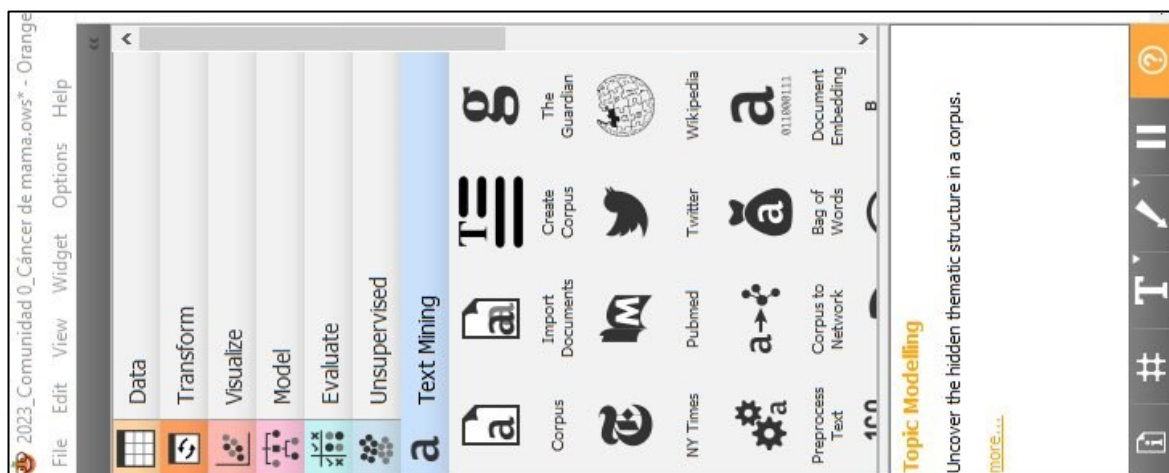 2023_Comunidad 0_Cáncer de mama.ows* - Orange
File Edit View Widget Options Help
Data
Transform
Visualize
Model
Evaluate
Unsupervised
a Text Mining
a a T g
Corpus Import Documents Create Corpus The Guardian
NY Times Pubmed Twitter Wikipedia
a a→ a a
011000111
Preprocess Text Corpus to Network Bag of Words Document Embedding
Topic Modelling
Uncover the hidden thematic structure in a corpus.
more...
# T ?